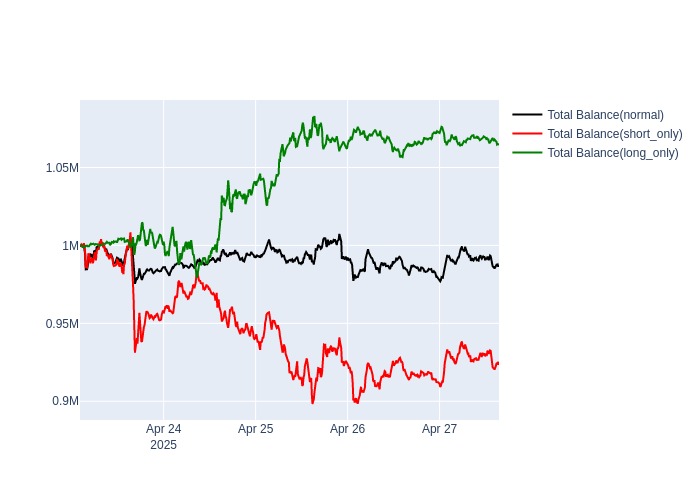 Total Balance(normal)
Total Balance(short_only)
Total Balance(long_only)
1.05M
1M
0.95M
0.9M
Apr 24
2025
Apr 25
Apr 26
Apr 27